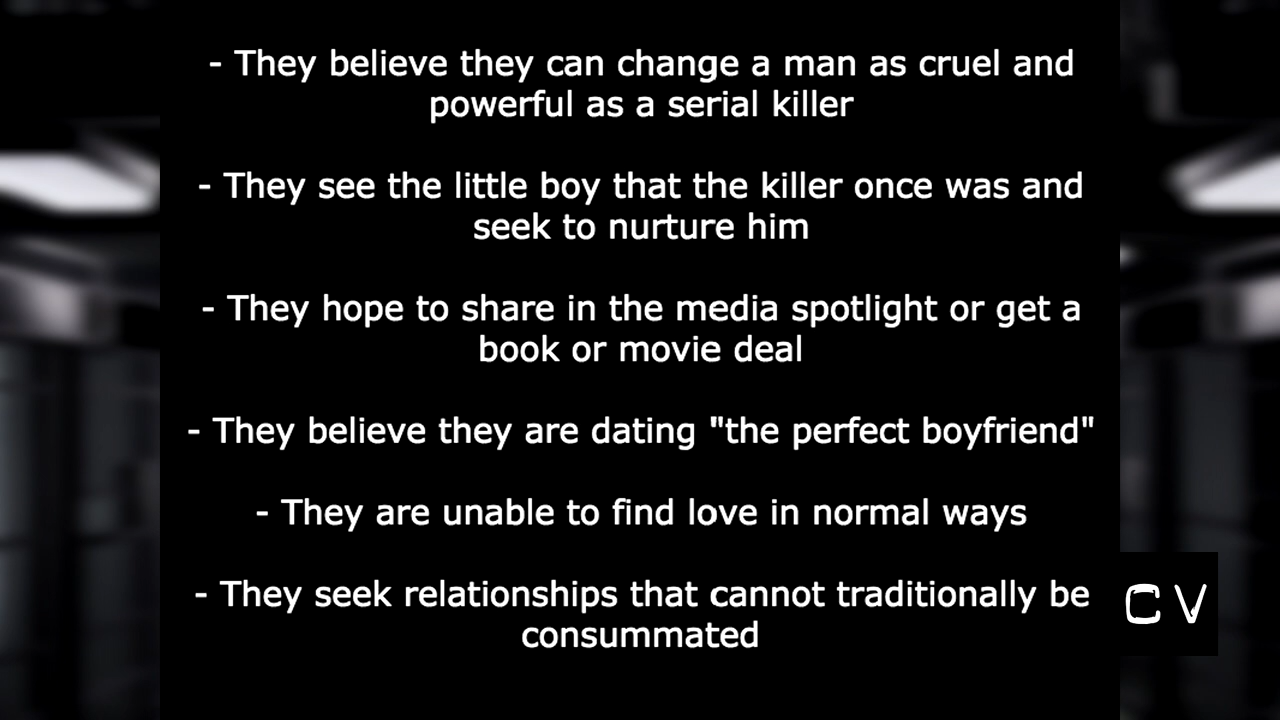 - They believe they can change a man as cruel and
powerful as a serial killer
- They see the little boy that the killer once was and
seek to nurture him
- They hope to share in the media spotlight or get a
book or movie deal
- They believe they are dating "the perfect boyfriend"
- They are unable to find love in normal ways
- They seek relationships that cannot traditionally be
consummated
CV